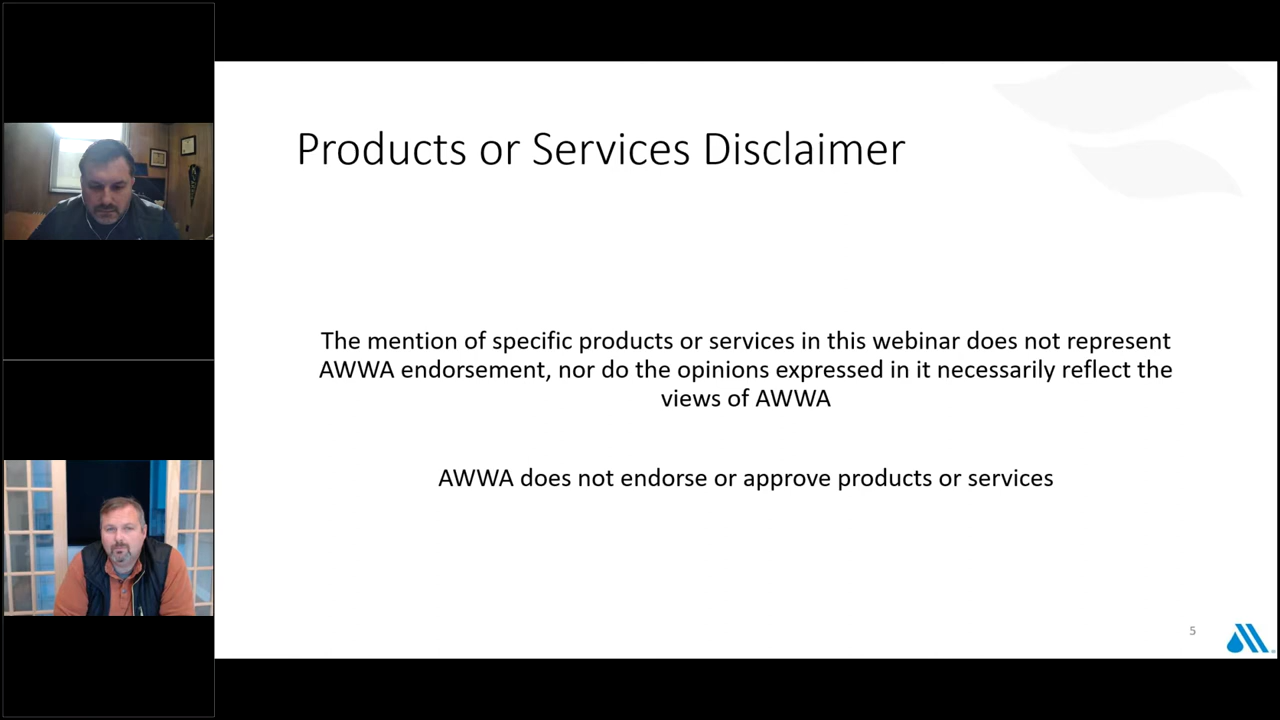 Products or Services Disclaimer
The mention of specific products or services in this webinar does not represent
AWWA endorsement, nor do the opinions expressed in it necessarily reflect the
views of AWWA
AWWA does not endorse or approve products or services
5